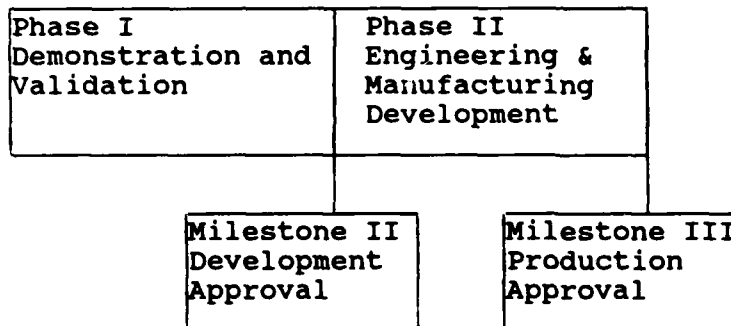 Phase I
Demonstration and
Validation
Phase II
Engineering &
Manufacturing
Development
Milestone II
Development
Approval
Milestone III
Production
Approval